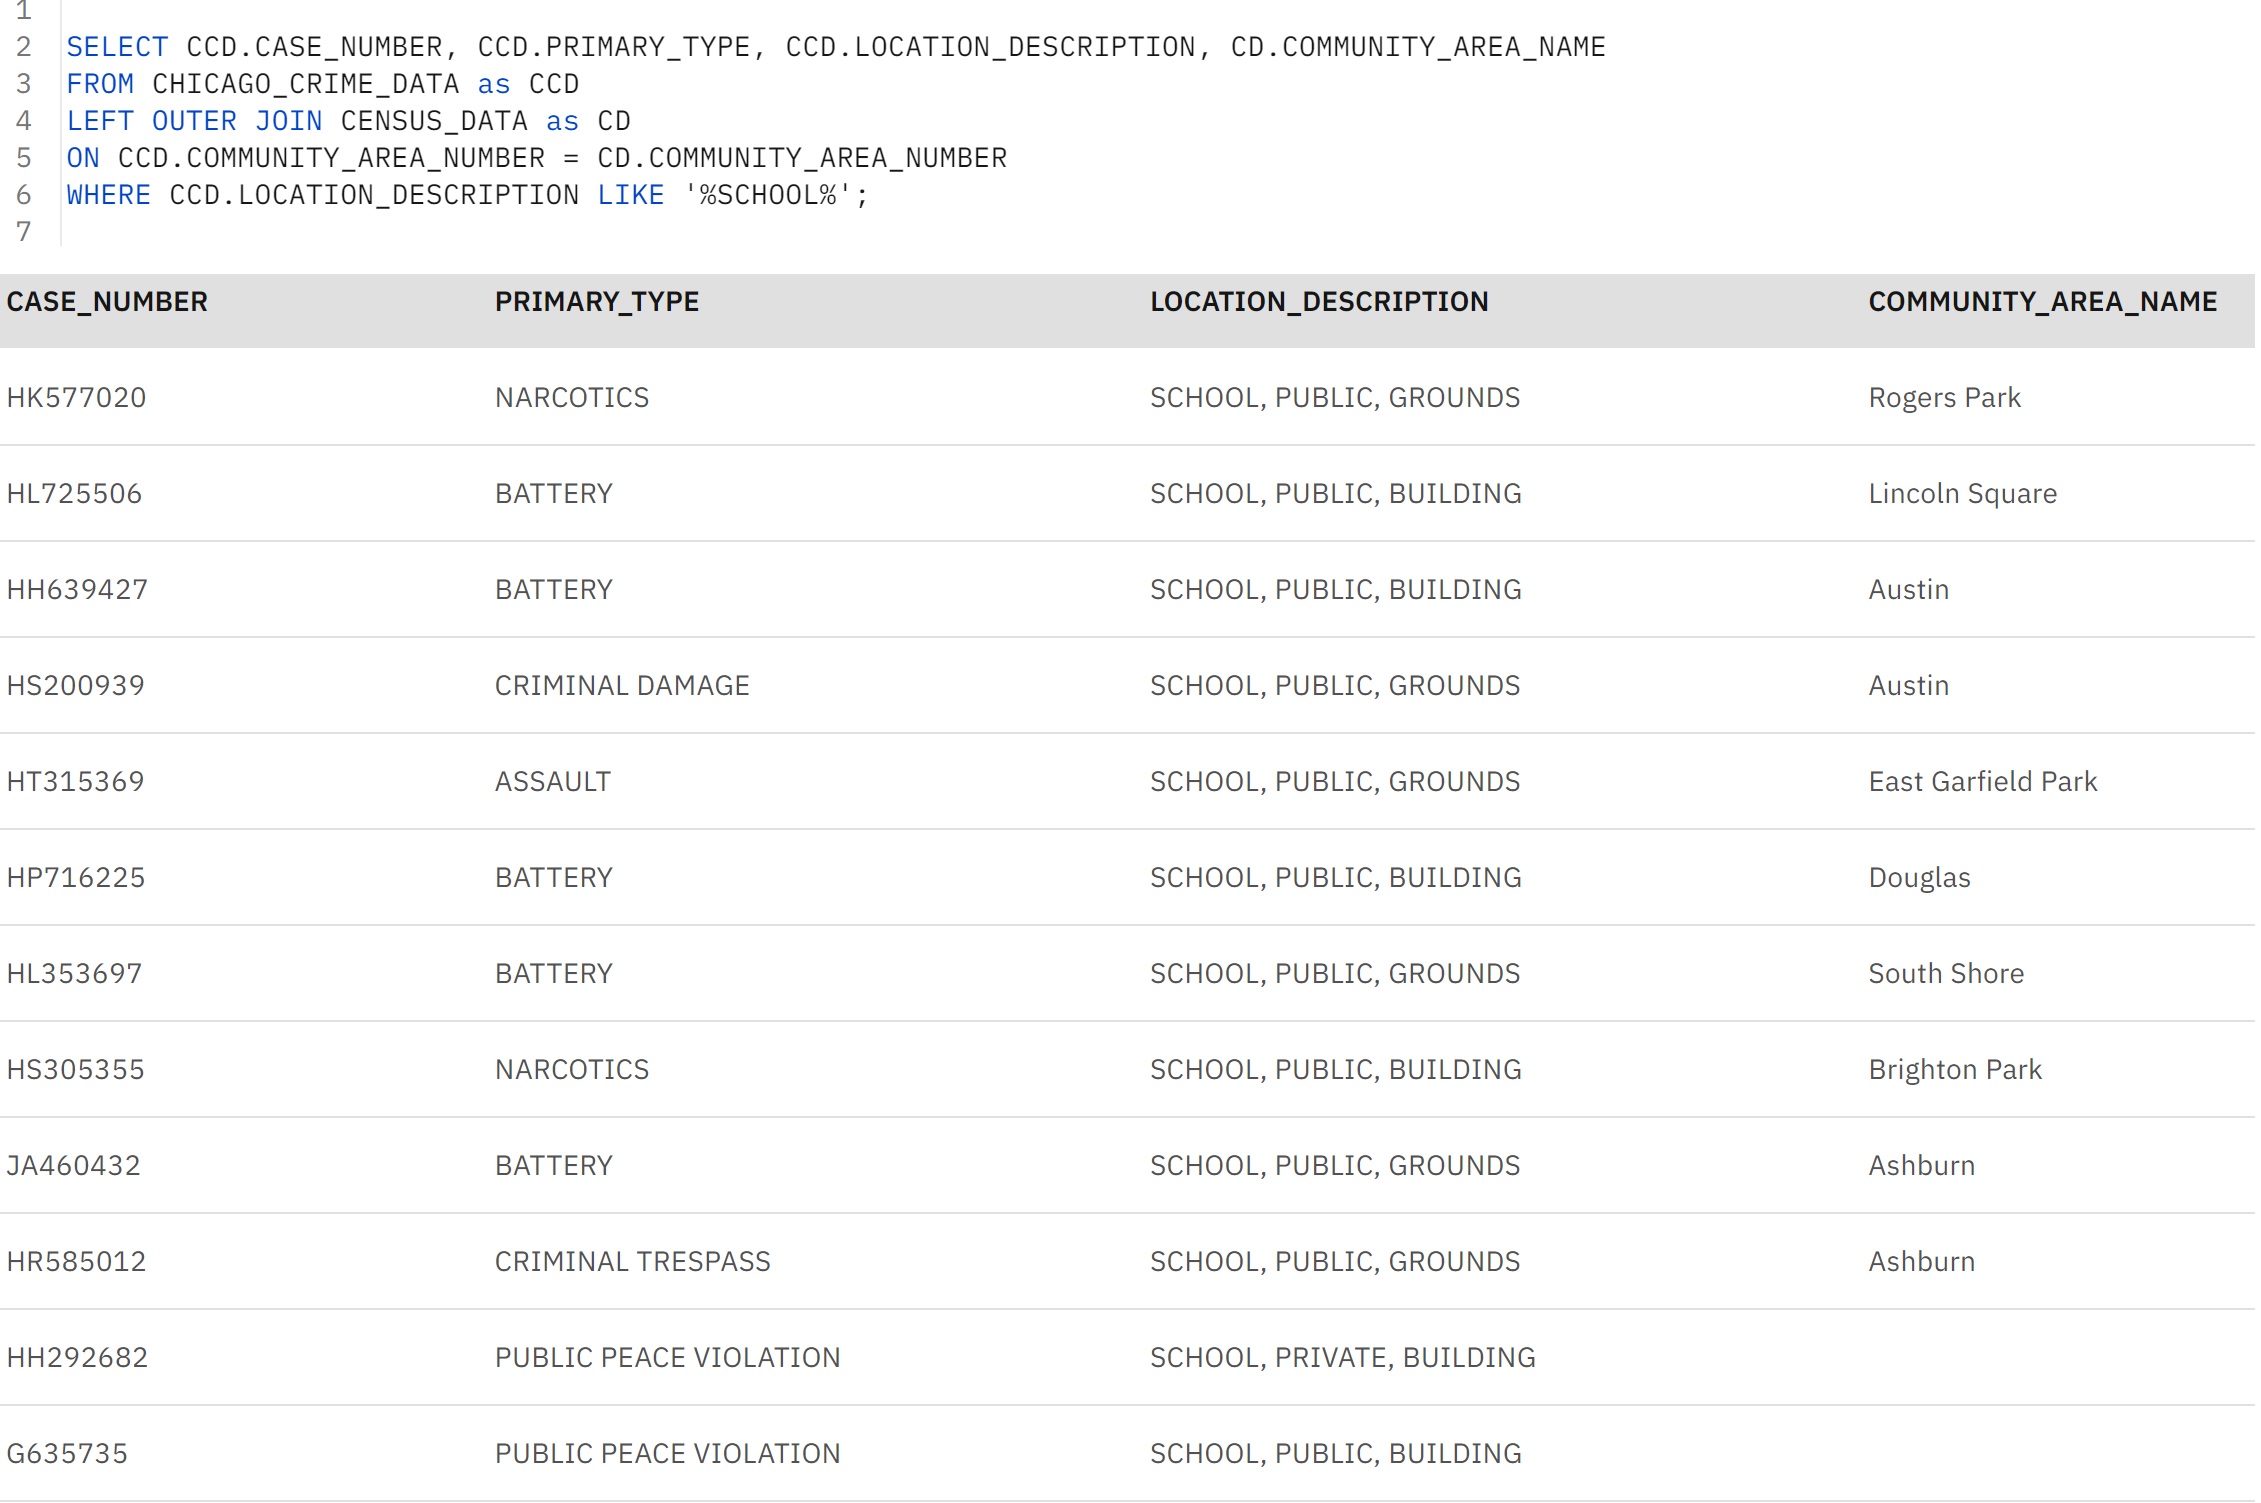 1
2 SELECT CCD.CASE_NUMBER, CCD.PRIMARY_TYPE, CCD.LOCATION_DESCRIPTION, CD.COMMUNITY_AREA_NAME
3 FROM CHICAGO_CRIME_DATA as CCD
4 LEFT OUTER JOIN CENSUS_DATA as CD
5 ON CCD.COMMUNITY_AREA_NUMBER = CD.COMMUNITY_AREA_NUMBER
6 WHERE CCD.LOCATION_DESCRIPTION LIKE '%SCHOOL%';
7
CASE_NUMBER PRIMARY_TYPE LOCATION_DESCRIPTION COMMUNITY_AREA_NAME
HK577020 NARCOTICS SCHOOL, PUBLIC, GROUNDS Rogers Park
HL725506 BATTERY SCHOOL, PUBLIC, BUILDING Lincoln Square
HH639427 BATTERY SCHOOL, PUBLIC, BUILDING Austin
HS200939 CRIMINAL DAMAGE SCHOOL, PUBLIC, GROUNDS Austin
HT315369 ASSAULT SCHOOL, PUBLIC, GROUNDS East Garfield Park
HP716225 BATTERY SCHOOL, PUBLIC, BUILDING Douglas
HL353697 BATTERY SCHOOL, PUBLIC, GROUNDS South Shore
HS305355 NARCOTICS SCHOOL, PUBLIC, BUILDING Brighton Park
JA460432 BATTERY SCHOOL, PUBLIC, GROUNDS Ashburn
HR585012 CRIMINAL TRESPASS SCHOOL, PUBLIC, GROUNDS Ashburn
HH292682 PUBLIC PEACE VIOLATION SCHOOL, PRIVATE, BUILDING
G635735 PUBLIC PEACE VIOLATION SCHOOL, PUBLIC, BUILDING